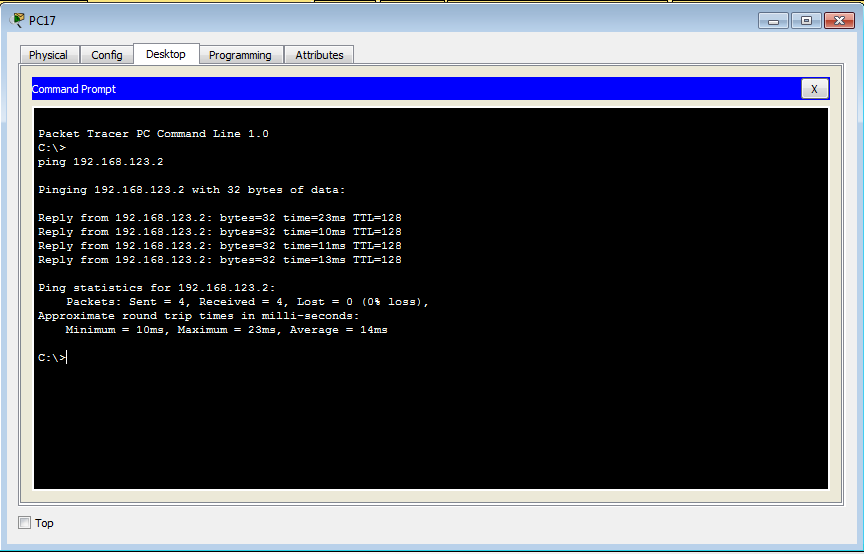 PC17
Physical Config Desktop Programming Attributes
Command Prompt X
Packet Tracer PC Command Line 1.0
C:\>
ping 192.168.123.2
Pinging 192.168.123.2 with 32 bytes of data:
Reply from 192.168.123.2: bytes=32 time=23ms TTL=128
Reply from 192.168.123.2: bytes=32 time=10ms TTL=128
Reply from 192.168.123.2: bytes=32 time=11ms TTL=128
Reply from 192.168.123.2: bytes=32 time=13ms TTL=128
Ping statistics for 192.168.123.2:
    Packets: Sent = 4, Received = 4, Lost = 0 (0% loss),
Approximate round trip times in milli-seconds:
    Minimum = 10ms, Maximum = 23ms, Average = 14ms
C:\>
Top